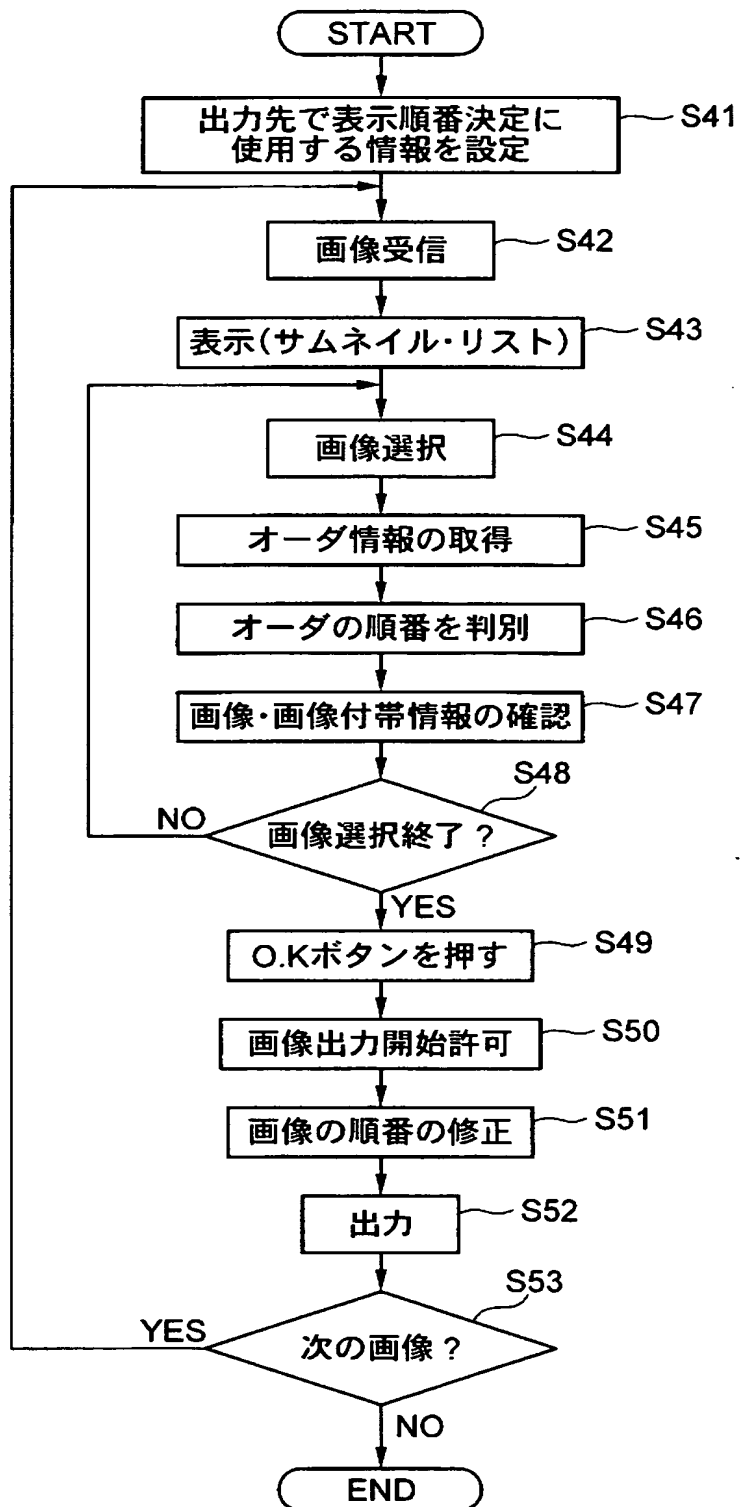 START
出力先で表示順番決定に
使用する情報を設定
S41
画像受信
S42
表示(サムネイル・リスト)
S43
画像選択
S44
オーダ情報の取得
S45
オーダの順番を判別
S46
画像・画像付帯情報の確認
S47
画像選択終了?
S48
NO
YES
O.Kボタンを押す
S49
画像出力開始許可
S50
画像の順番の修正
S51
出力
S52
次の画像?
S53
YES
NO
END